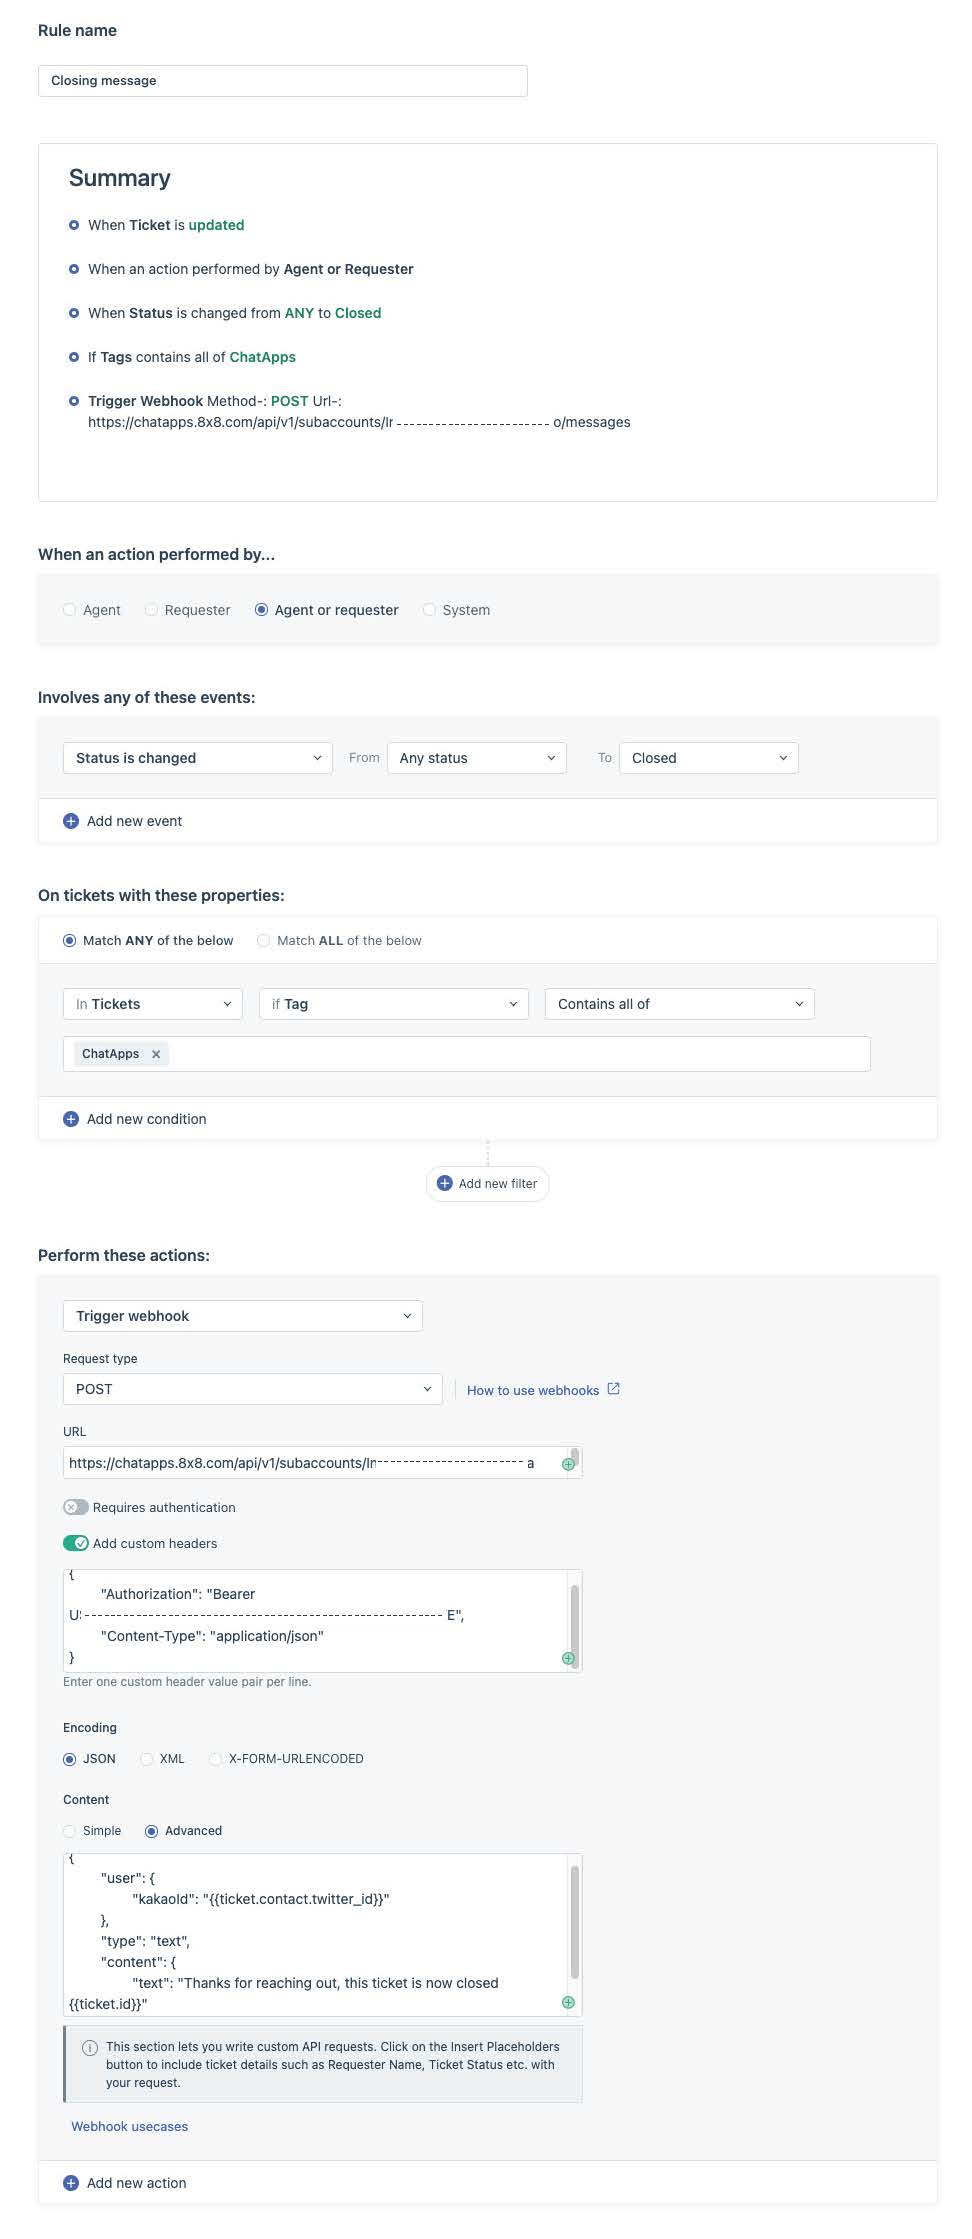 Rule name
Closing message
Summary
When Ticket is updated
When an action performed by Agent or Requester
When Status is changed from ANY to Closed
If Tags contains all of ChatApps
Trigger Webhook Method-: POST Url-:
https://chatapps.8x8.com/api/v1/subaccounts/Ir ------------------------ o/messages
When an action performed by...
Agent Requester Agent or requester System
Involves any of these events:
Status is changed From Any status To Closed
Add new event
On tickets with these properties:
Match ANY of the below Match ALL of the below
In Tickets if Tag Contains all of
ChatApps ×
Add new condition
Add new filter
Perform these actions:
Trigger webhook
Request type
POST How to use webhooks
URL
https://chatapps.8x8.com/api/v1/subaccounts/In----------------------- a
Requires authentication
Add custom headers
{
"Authorization": "Bearer
US-------------------------------------------------------- E",
"Content-Type": "application/json"
}
Enter one custom header value pair per line.
Encoding
JSON XML X-FORM-URLENCODED
Content
Simple Advanced
{
"user": {
"kakaoId": "{{ticket.contact.twitter_id}}"
},
"type": "text",
"content": {
"text": "Thanks for reaching out, this ticket is now closed
{{ticket.id}}"
This section lets you write custom API requests. Click on the Insert Placeholders
button to include ticket details such as Requester Name, Ticket Status etc. with
your request.
Webhook usecases
Add new action